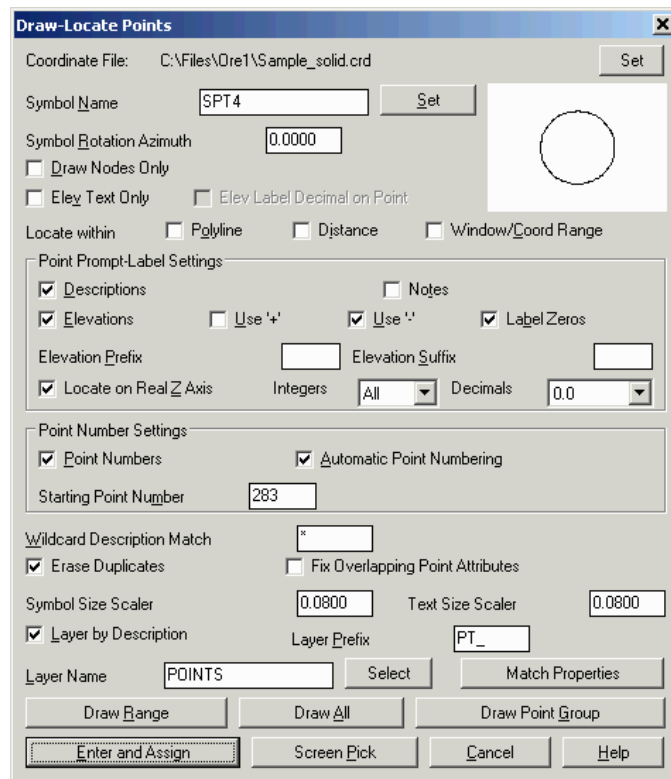 Draw-Locate Points
Coordinate File: C:\Files\Ore1\Sample_solid.crd Set
Symbol Name SPT4 Set
Symbol Rotation Azimuth 0.0000
Draw Nodes Only
Elev Text Only Elev Label Decimal on Point
Locate within Polyline Distance Window/Coord Range
Point Prompt-Label Settings
Descriptions Notes
Elevations Use '+' Use '-' Label Zeros
Elevation Prefix Elevation Suffix
Locate on Real Z Axis Integers All Decimals 0.0
Point Number Settings
Point Numbers Automatic Point Numbering
Starting Point Number 283
Wildcard Description Match *
Erase Duplicates Fix Overlapping Point Attributes
Symbol Size Scaler 0.0800 Text Size Scaler 0.0800
Layer by Description Layer Prefix PT_
Layer Name POINTS Select Match Properties
Draw Range Draw All Draw Point Group
Enter and Assign Screen Pick Cancel Help